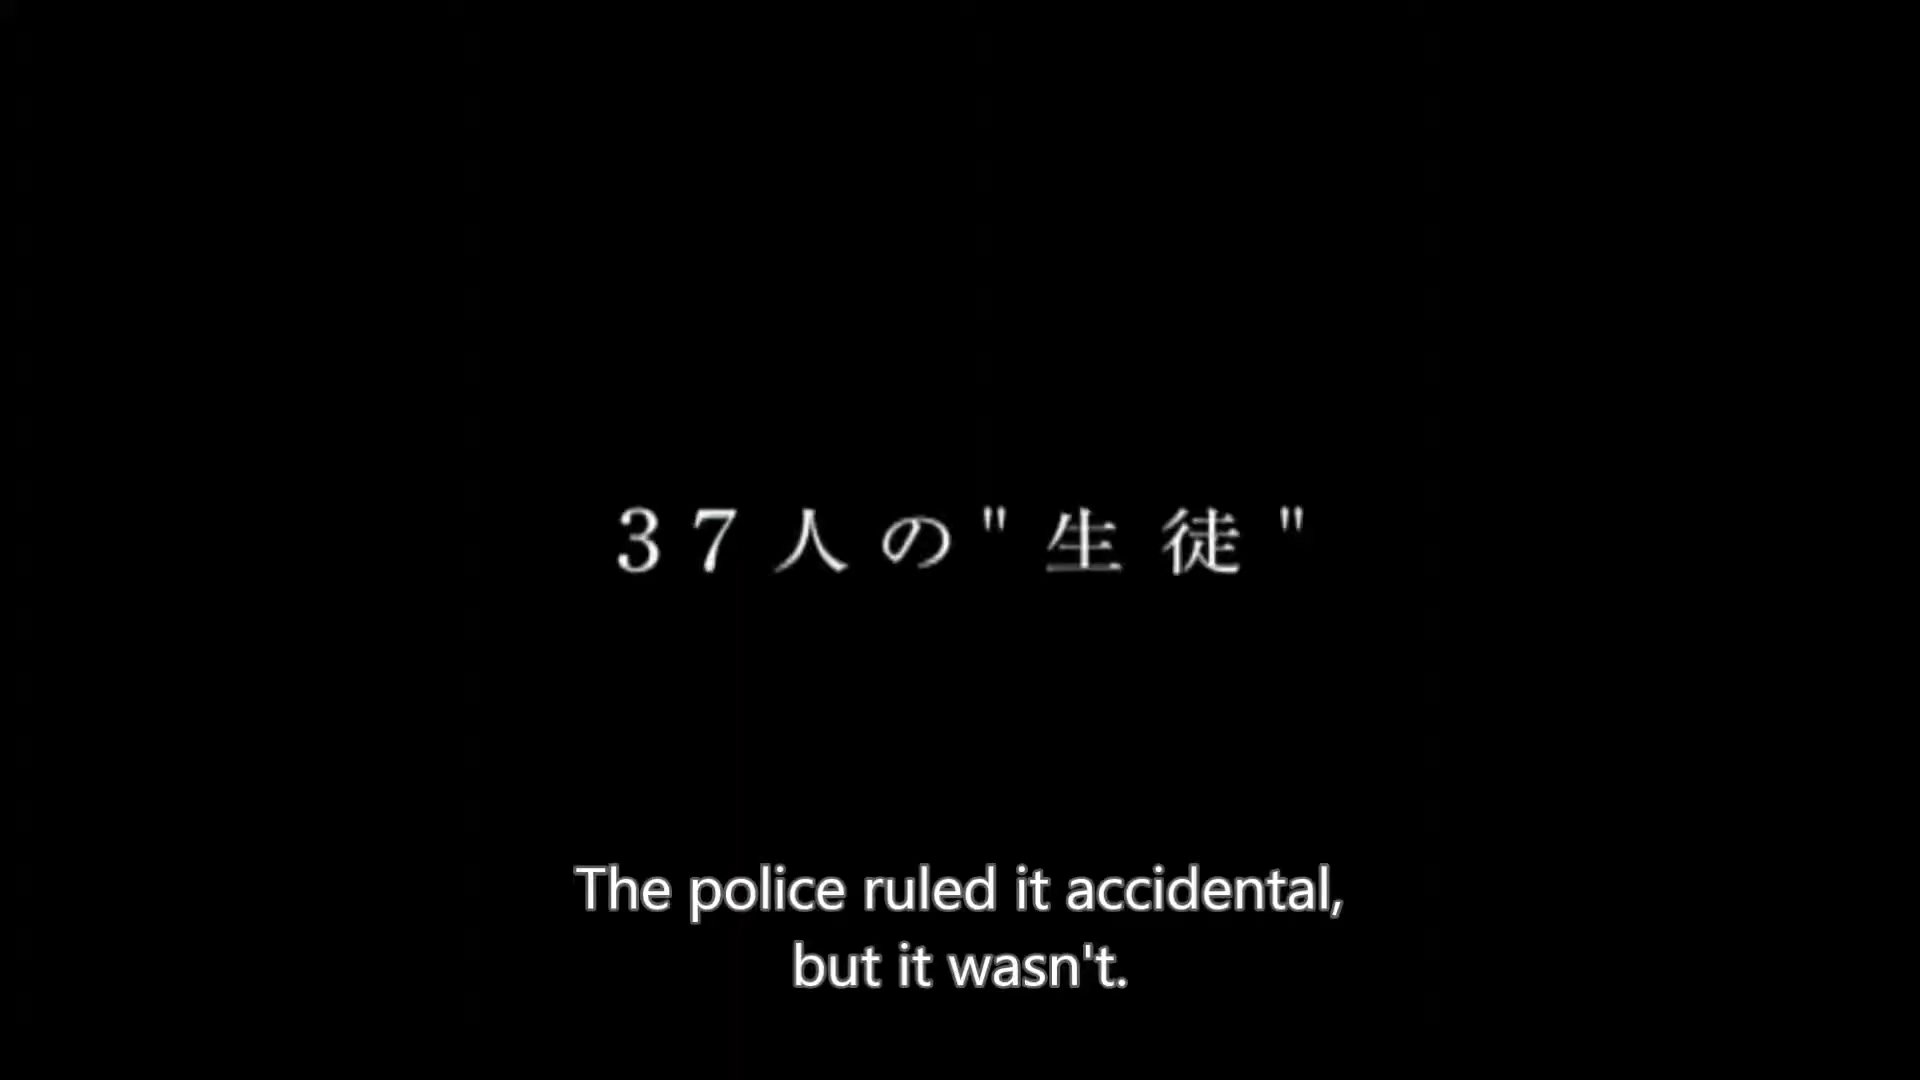 37人の"生徒"
The police ruled it accidental,
but it wasn't.